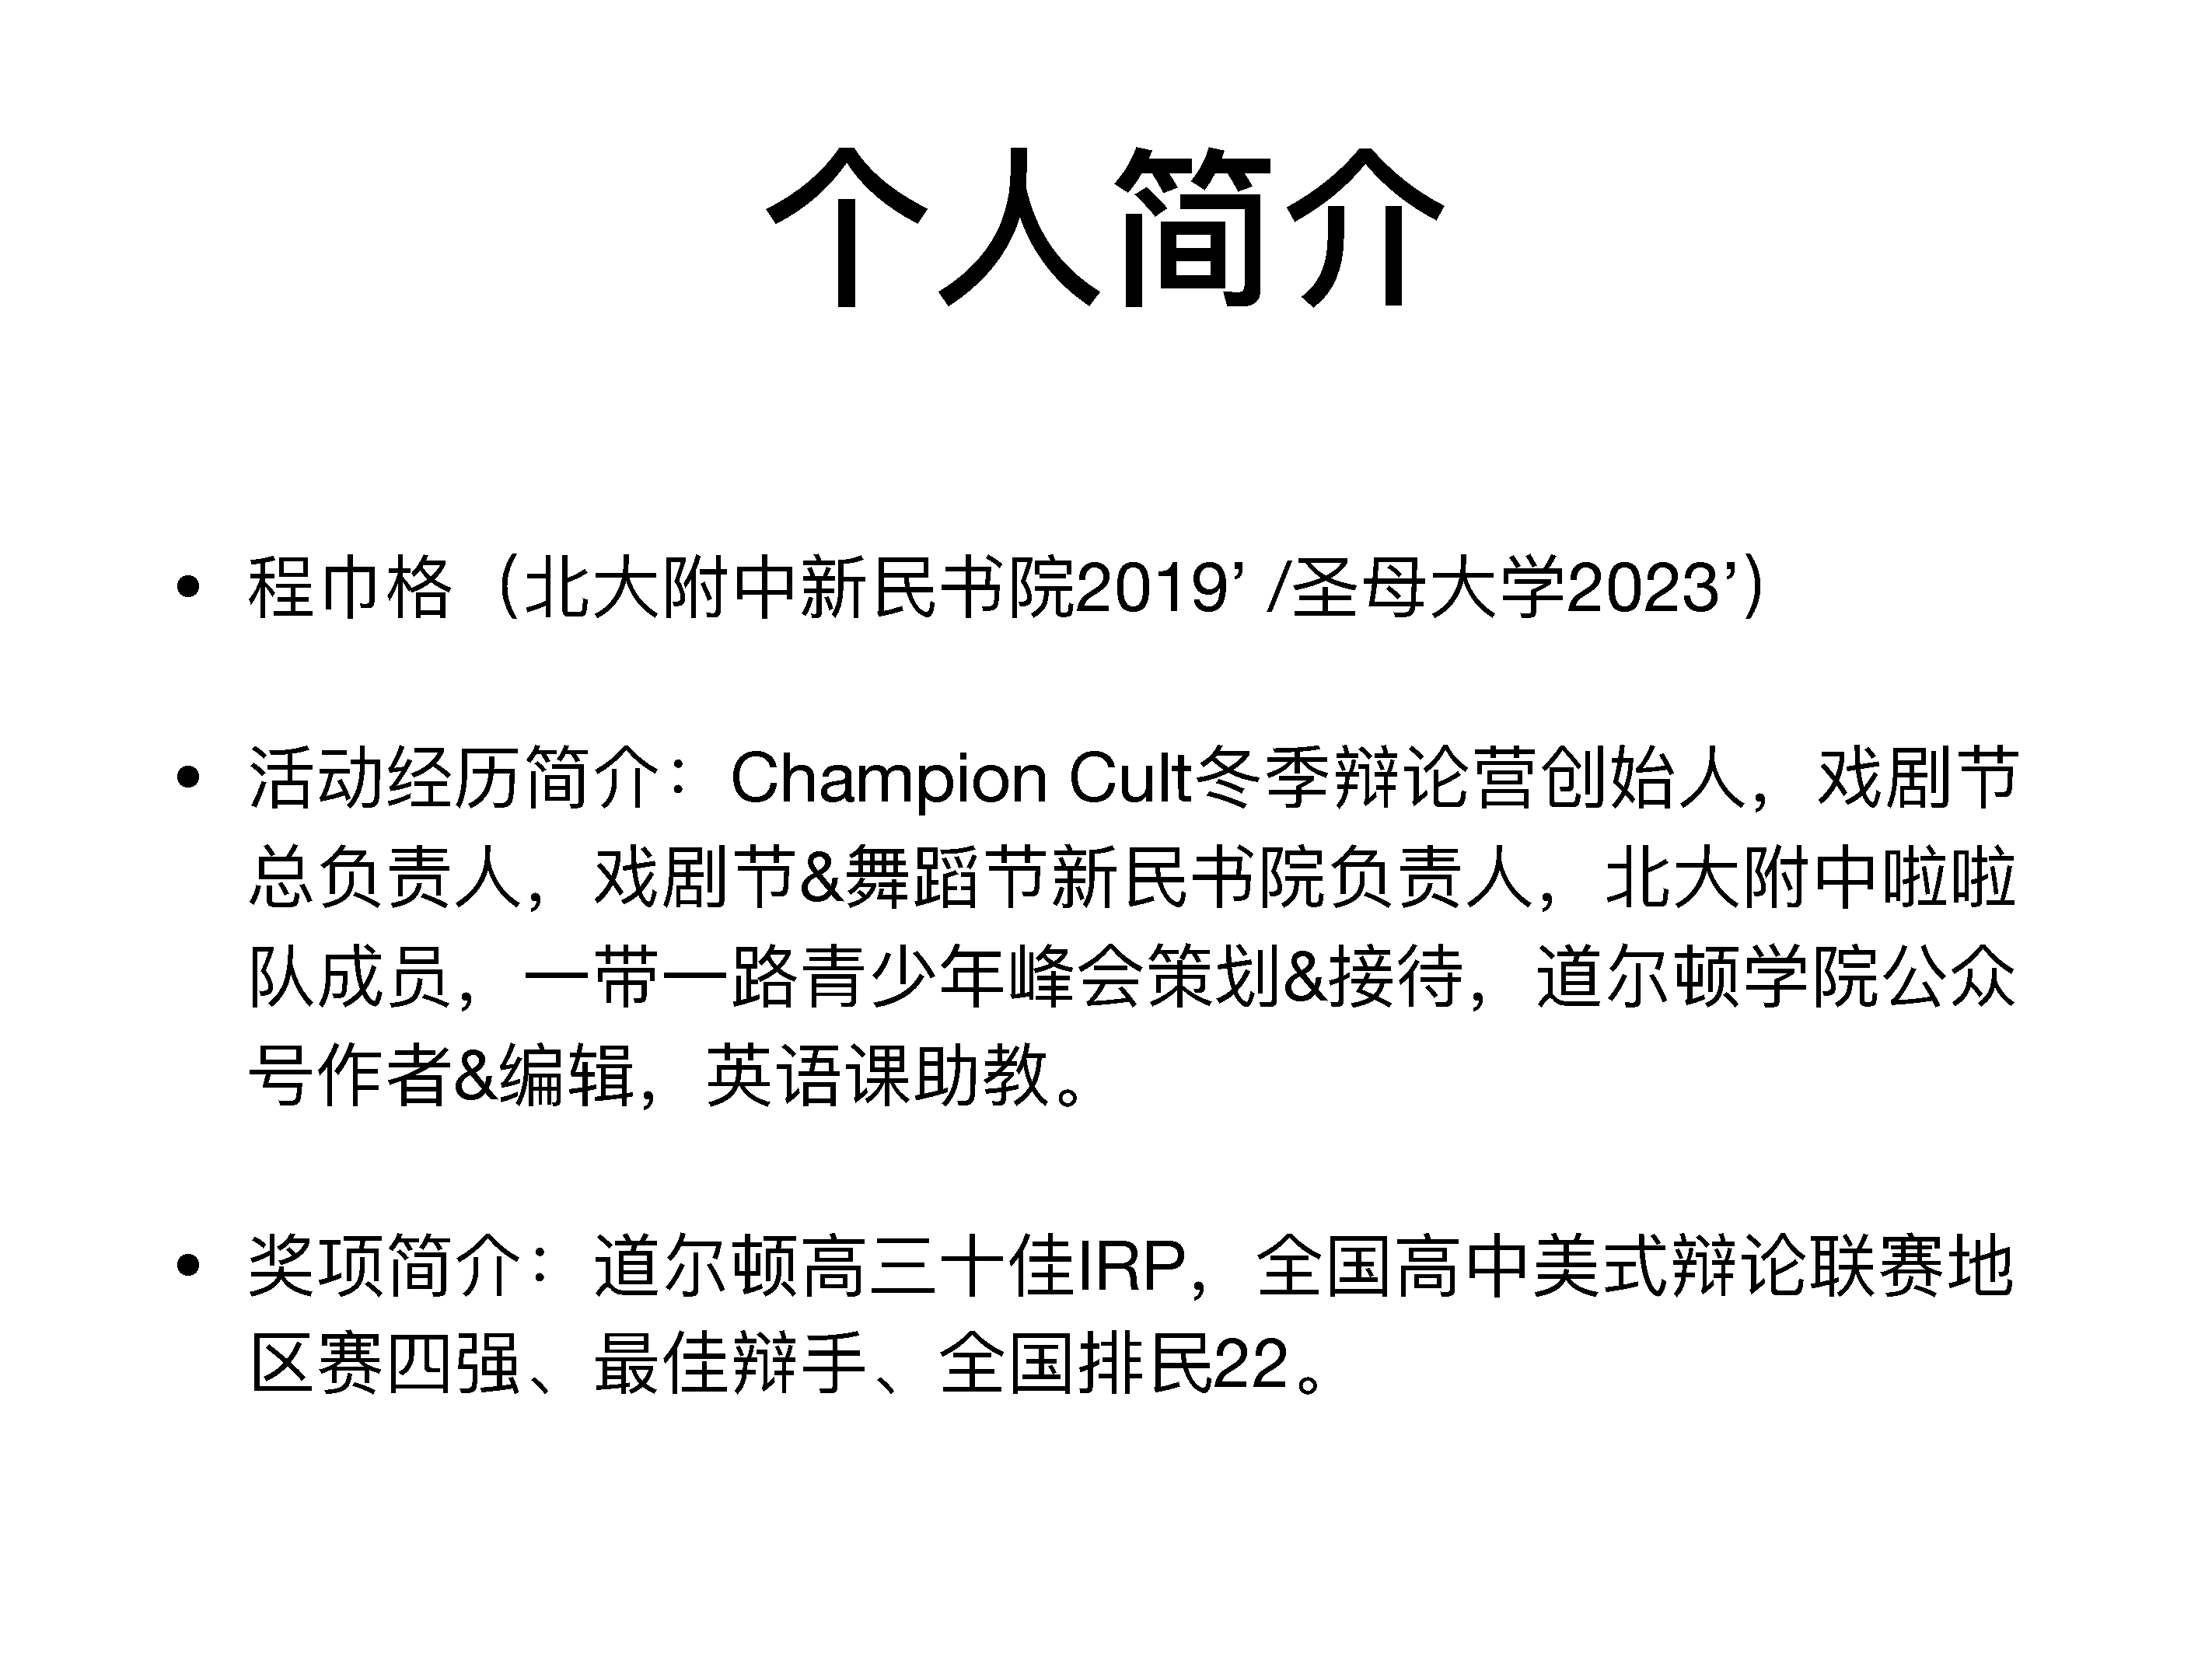 个人简介
• 程巾格（北大附中新民书院2019’ /圣母大学2023’）
• 活动经历简介：Champion Cult冬季辩论营创始人，戏剧节
总负责人，戏剧节&舞蹈节新民书院负责人，北大附中啦啦
队成员，一带一路青少年峰会策划&接待，道尔顿学院公众
号作者&编辑，英语课助教。
• 奖项简介：道尔顿高三十佳IRP，全国高中美式辩论联赛地
区赛四强、最佳辩手、全国排民22。